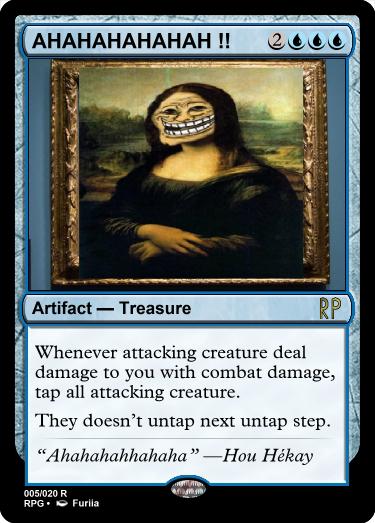 AHAHAHAHAHAH !! 2
Artifact — Treasure RP
Whenever attacking creature deal
damage to you with combat damage,
tap all attacking creature.
They doesn't untap next untap step.
“Ahahahahhahaha” —Hou Hékay
005/020 R
RPG • Furiia